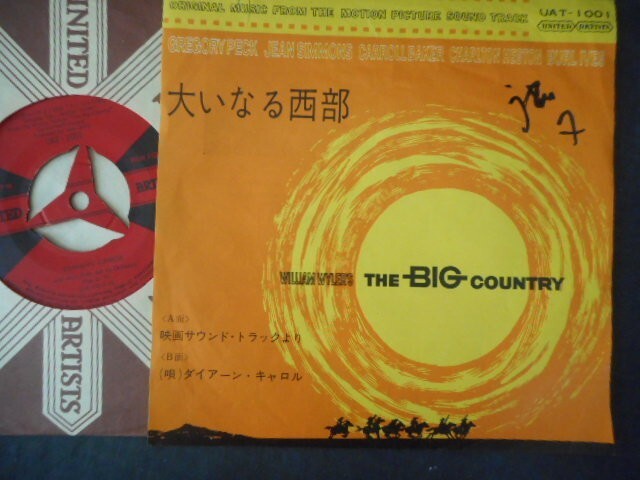 ORIGINAL MUSIC FROM THE MOTION PICTURE SOUND TRACK
UAT-1001
UNITED ARTISTS
GREGORY PECK JEAN SIMMONS CARROLL BAKER CHARLTON HESTON BURL IVES
大いなる西部
WILLIAM WYLER'S
THE BIG COUNTRY
<A面>
映画サウンド・トラックより
<B面>
(唄)ダイアーン・キャロル
UNITED
ARTISTS